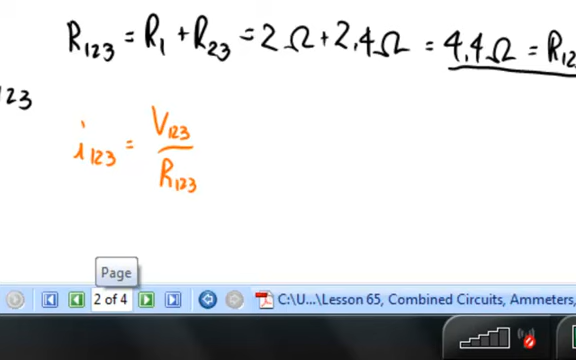 R₁₂₃ = R₁ + R₂₃ = 2 Ω + 2,4 Ω = 4,4 Ω = R₁₂
123
i₁₂₃ = V₁₂₃ / R₁₂₃
Page
2 of 4 C:\U...\Lesson 65, Combined Circuits, Ammeters,